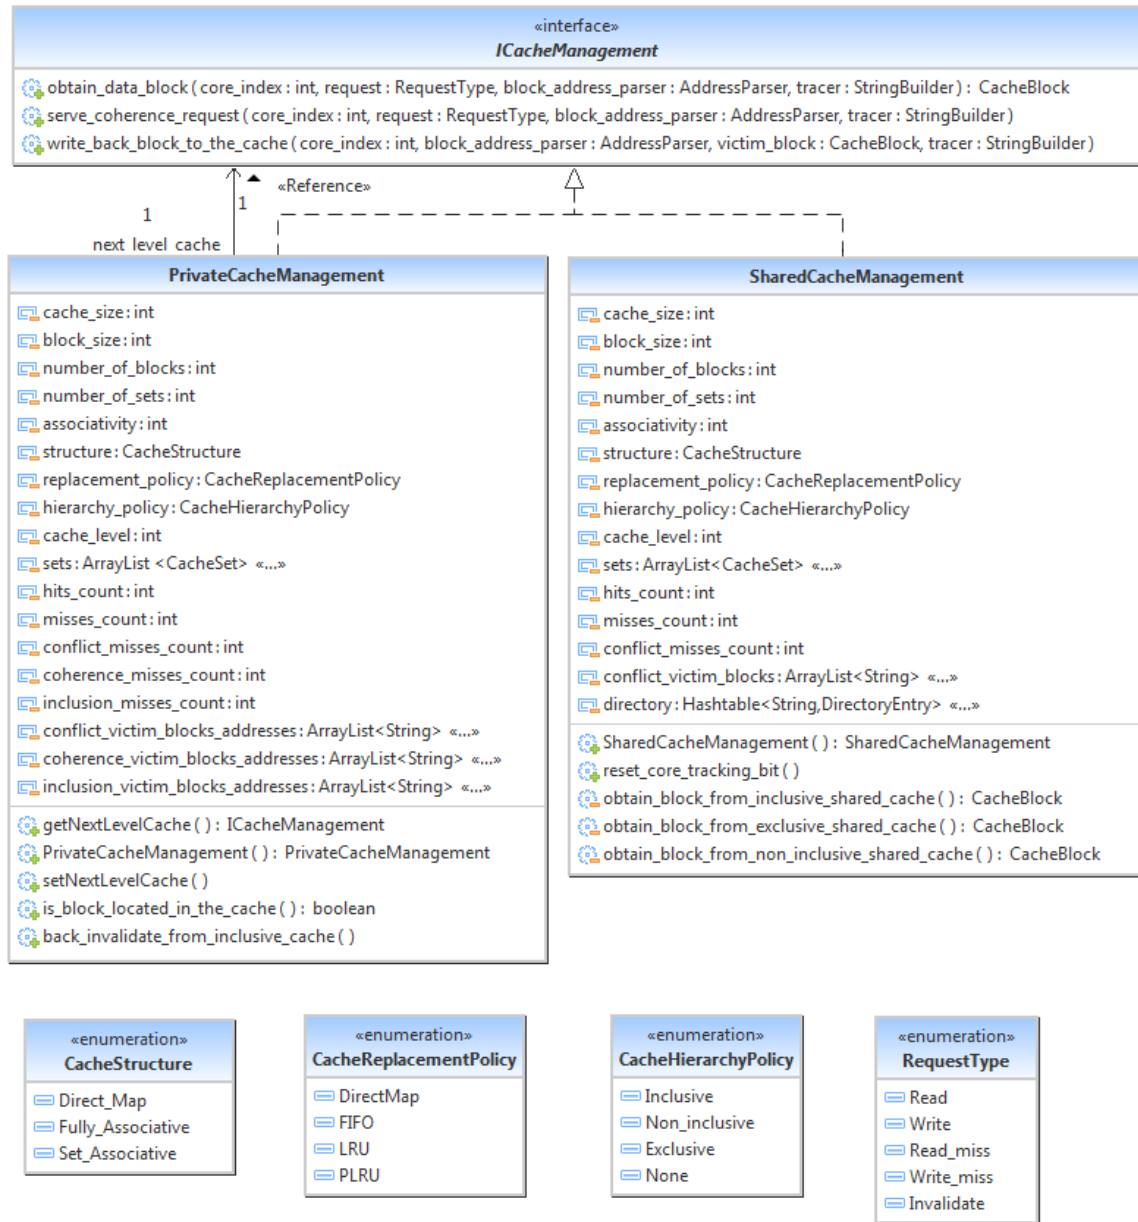 «interface»
ICacheManagement
obtain_data_block ( core_index : int, request : RequestType, block_address_parser : AddressParser, tracer : StringBuilder ) : CacheBlock
serve_coherence_request ( core_index : int, request : RequestType, block_address_parser : AddressParser, tracer : StringBuilder )
write_back_block_to_the_cache ( core_index : int, block_address_parser : AddressParser, victim_block : CacheBlock, tracer : StringBuilder )
«Reference»
1
1
next level cache
PrivateCacheManagement
cache_size : int
block_size : int
number_of_blocks : int
number_of_sets : int
associativity : int
structure : CacheStructure
replacement_policy : CacheReplacementPolicy
hierarchy_policy : CacheHierarchyPolicy
cache_level : int
sets : ArrayList <CacheSet> «...»
hits_count : int
misses_count : int
conflict_misses_count : int
coherence_misses_count : int
inclusion_misses_count : int
conflict_victim_blocks_addresses : ArrayList<String> «...»
coherence_victim_blocks_addresses : ArrayList<String> «...»
inclusion_victim_blocks_addresses : ArrayList<String> «...»
getNextLevelCache ( ) : ICacheManagement
PrivateCacheManagement ( ) : PrivateCacheManagement
setNextLevelCache ( )
is_block_located_in_the_cache ( ) : boolean
back_invalidate_from_inclusive_cache ( )
SharedCacheManagement
cache_size : int
block_size : int
number_of_blocks : int
number_of_sets : int
associativity : int
structure : CacheStructure
replacement_policy : CacheReplacementPolicy
hierarchy_policy : CacheHierarchyPolicy
cache_level : int
sets : ArrayList<CacheSet> «...»
hits_count : int
misses_count : int
conflict_misses_count : int
conflict_victim_blocks : ArrayList<String> «...»
directory : Hashtable<String,DirectoryEntry> «...»
SharedCacheManagement ( ) : SharedCacheManagement
reset_core_tracking_bit ( )
obtain_block_from_inclusive_shared_cache ( ) : CacheBlock
obtain_block_from_exclusive_shared_cache ( ) : CacheBlock
obtain_block_from_non_inclusive_shared_cache ( ) : CacheBlock
«enumeration»
CacheStructure
Direct_Map
Fully_Associative
Set_Associative
«enumeration»
CacheReplacementPolicy
DirectMap
FIFO
LRU
PLRU
«enumeration»
CacheHierarchyPolicy
Inclusive
Non_inclusive
Exclusive
None
«enumeration»
RequestType
Read
Write
Read_miss
Write_miss
Invalidate